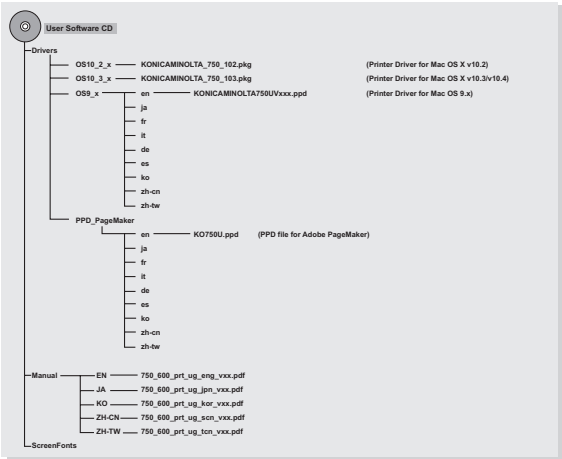 User Software CD
Drivers
OS10_2_x KONICAMINOLTA_750_102.pkg (Printer Driver for Mac OS X v10.2)
OS10_3_x KONICAMINOLTA_750_103.pkg (Printer Driver for Mac OS X v10.3/v10.4)
OS9_x en KONICAMINOLTA750UVxxx.ppd (Printer Driver for Mac OS 9.x)
ja
fr
it
de
es
ko
zh-cn
zh-tw
PPD_PageMaker
en KO750U.ppd (PPD file for Adobe PageMaker)
ja
fr
it
de
es
ko
zh-cn
zh-tw
Manual EN 750_600_prt_ug_eng_vxx.pdf
JA 750_600_prt_ug_jpn_vxx.pdf
KO 750_600_prt_ug_kor_vxx.pdf
ZH-CN 750_600_prt_ug_scn_vxx.pdf
ZH-TW 750_600_prt_ug_tcn_vxx.pdf
ScreenFonts